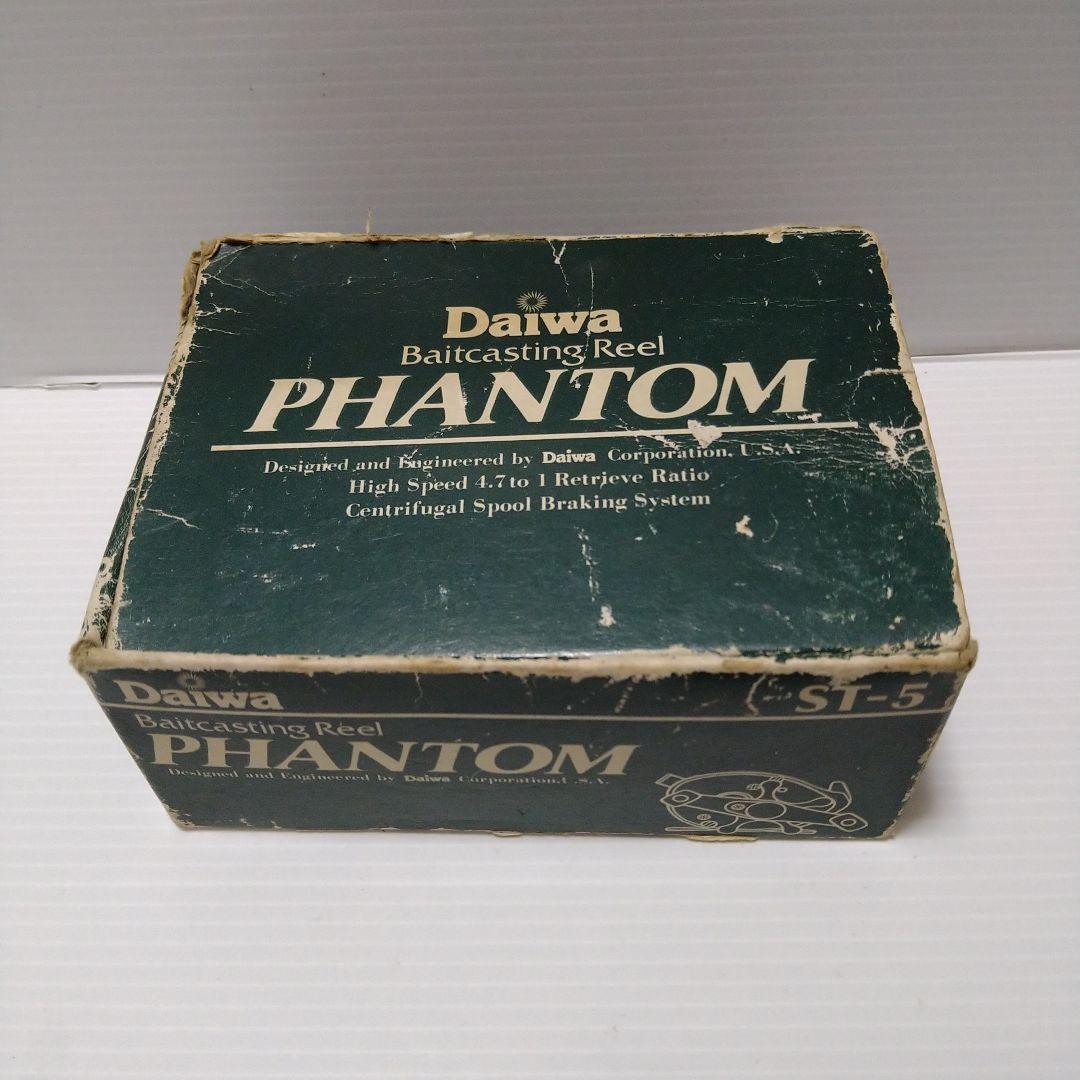 Daiwa
Baitcasting Reel
PHANTOM
Designed and Engineered by Daiwa Corporation, U.S.A.
High Speed 4.7 to 1 Retrieve Ratio
Centrifugal Spool Braking System
Daiwa
ST-5
Baitcasting Reel
PHANTOM
Designed and Engineered by Daiwa Corporation, U.S.A.